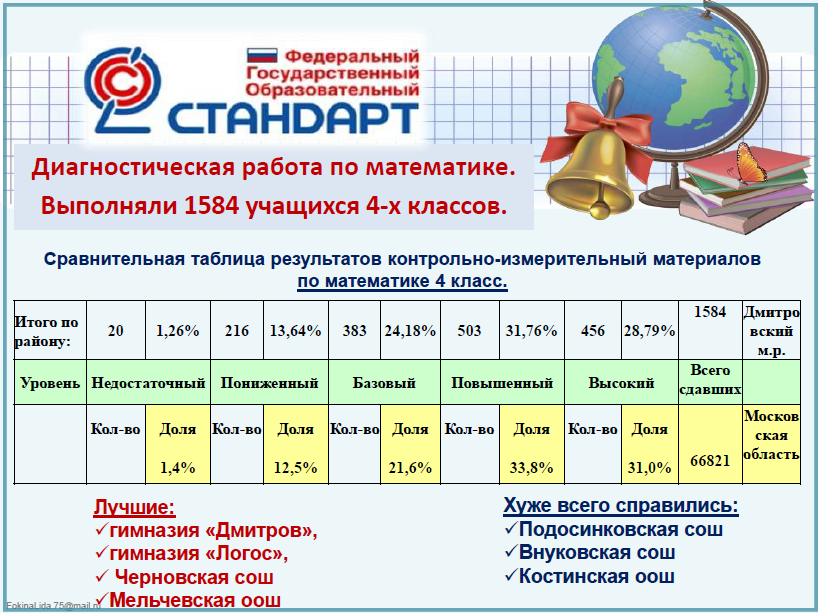 Федеральный
Государственный
Образовательный
СТАНДАРТ
Диагностическая работа по математике.
Выполняли 1584 учащихся 4-х классов.
Сравнительная таблица результатов контрольно-измерительный материалов
по математике 4 класс.
Итого по району: 20 1,26% 216 13,64% 383 24,18% 503 31,76% 456 28,79% 1584 Дмитро вский м.р.
Уровень Недостаточный Пониженный Базовый Повышенный Высокий Всего сдавших
Кол-во Доля Кол-во Доля Кол-во Доля Кол-во Доля Кол-во Доля Москов ская область
1,4% 12,5% 21,6% 33,8% 31,0% 66821
Лучшие:
✓гимназия «Дмитров»,
✓гимназия «Логос»,
✓ Черновская сош
✓Мельчевская оош
Хуже всего справились:
✓Подосинковская сош
✓Внуковская сош
✓Костинская оош
FokinaLida.75@mail.ru